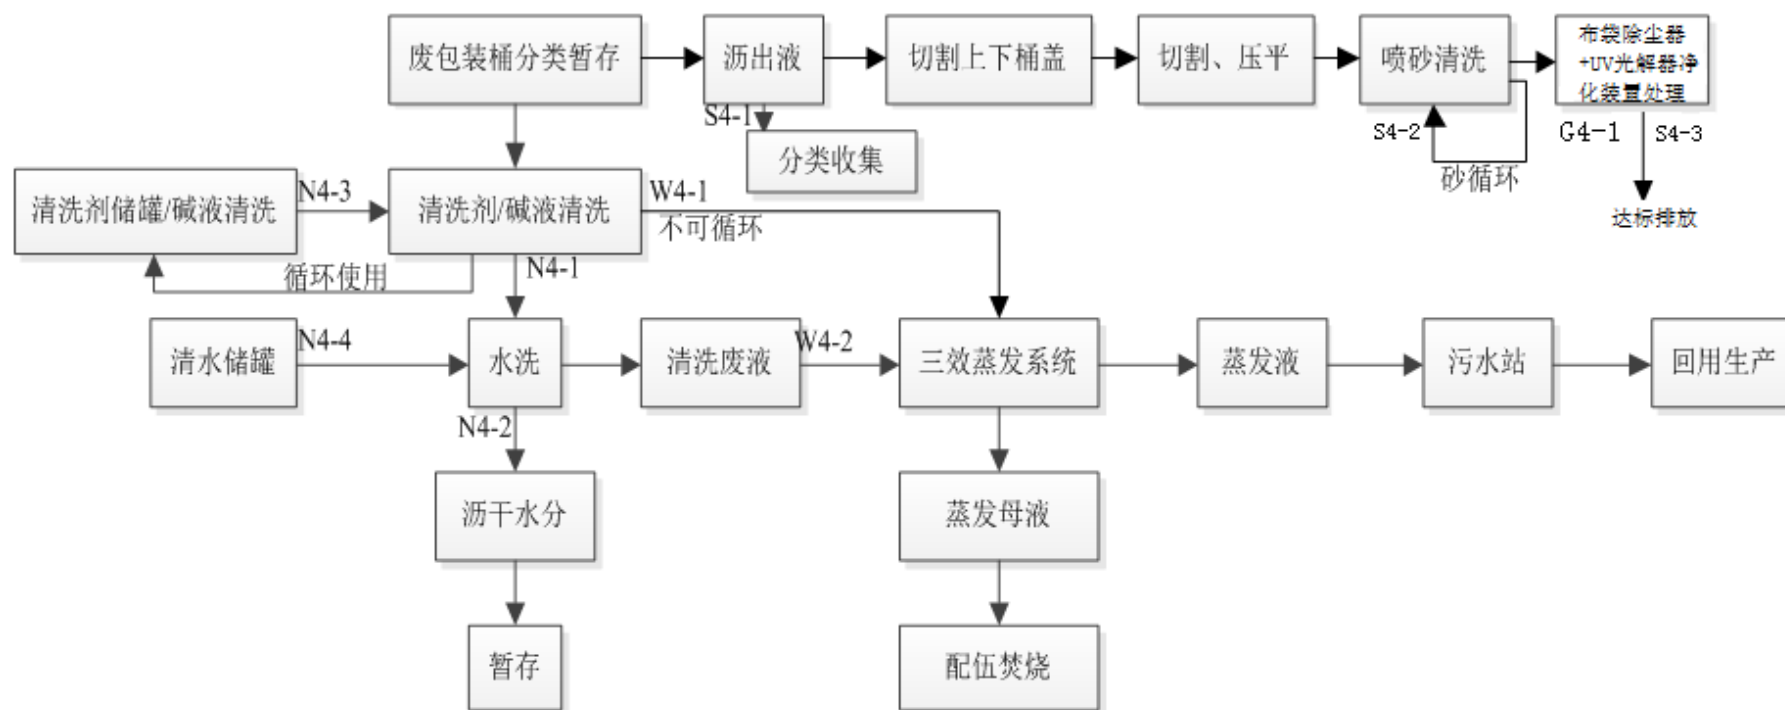 废包装桶分类暂存
沥出液
切割上下桶盖
切割、压平
喷砂清洗
布袋除尘器
+UV光解器净
化装置处理
S4-1
S4-2
G4-1
S4-3
分类收集
砂循环
达标排放
清洗剂储罐/碱液清洗
N4-3
清洗剂/碱液清洗
W4-1
不可循环
循环使用
N4-1
清水储罐
N4-4
水洗
清洗废液
W4-2
三效蒸发系统
蒸发液
污水站
回用生产
N4-2
沥干水分
蒸发母液
暂存
配伍焚烧